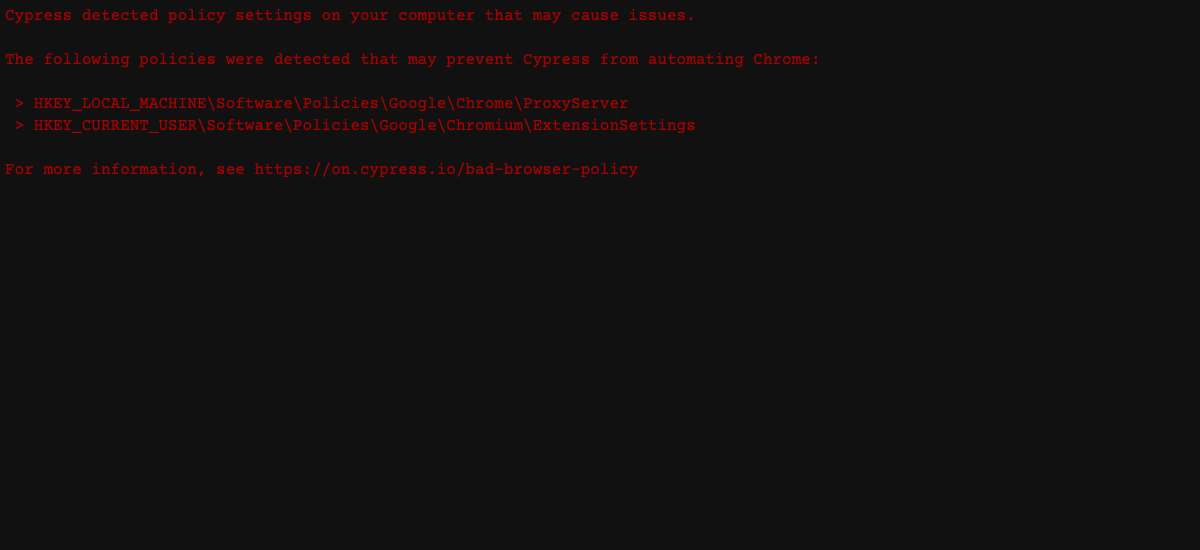 Cypress detected policy settings on your computer that may cause issues.
The following policies were detected that may prevent Cypress from automating Chrome:
> HKEY_LOCAL_MACHINE\Software\Policies\Google\Chrome\ProxyServer
> HKEY_CURRENT_USER\Software\Policies\Google\Chromium\ExtensionSettings
For more information, see https://on.cypress.io/bad-browser-policy